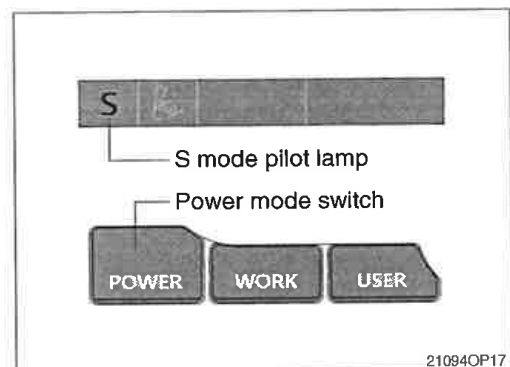 S
S mode pilot lamp
Power mode switch
POWER WORK USER
21094OP17